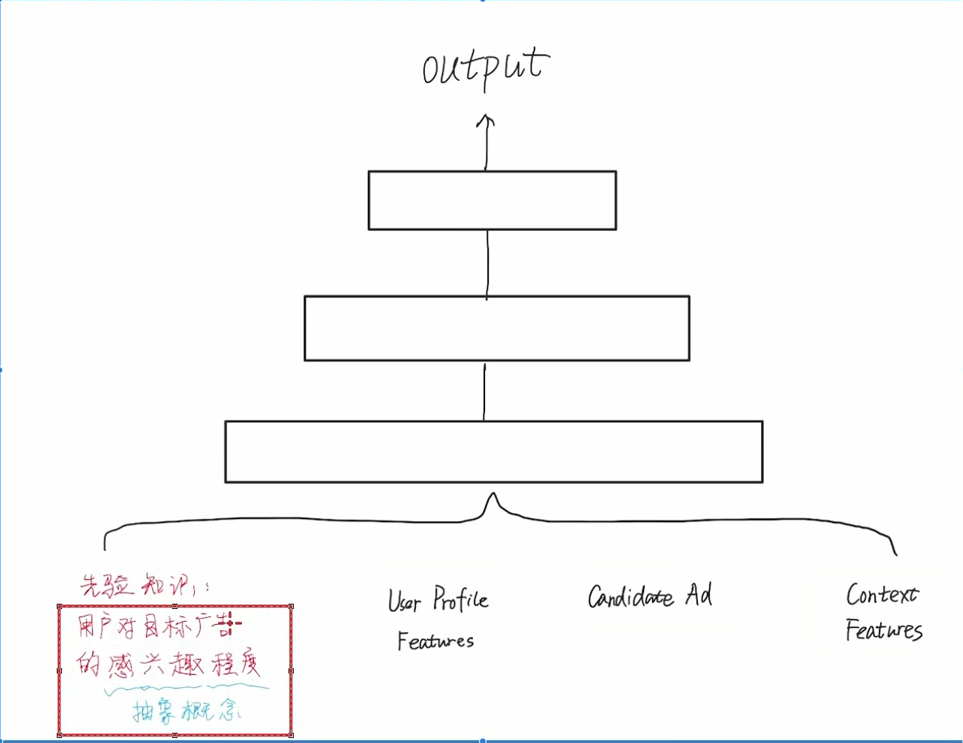 output
先验知识:
用户对目标广告
的感兴趣程度
抽象概念
User Profile
Features
Candidate Ad
Context
Features